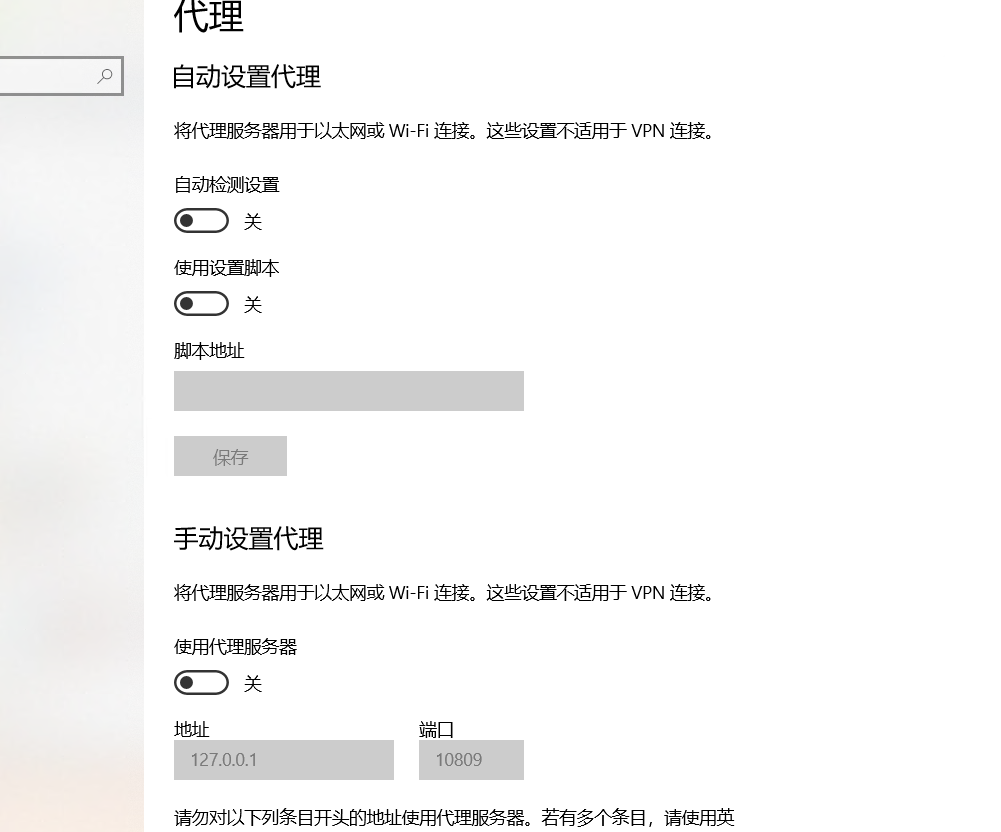 代理
自动设置代理
将代理服务器用于以太网或 Wi-Fi 连接。这些设置不适用于 VPN 连接。
自动检测设置
关
使用设置脚本
关
脚本地址
保存
手动设置代理
将代理服务器用于以太网或 Wi-Fi 连接。这些设置不适用于 VPN 连接。
使用代理服务器
关
地址 端口
127.0.0.1 10809
请勿对以下列条目开头的地址使用代理服务器。若有多个条目，请使用英